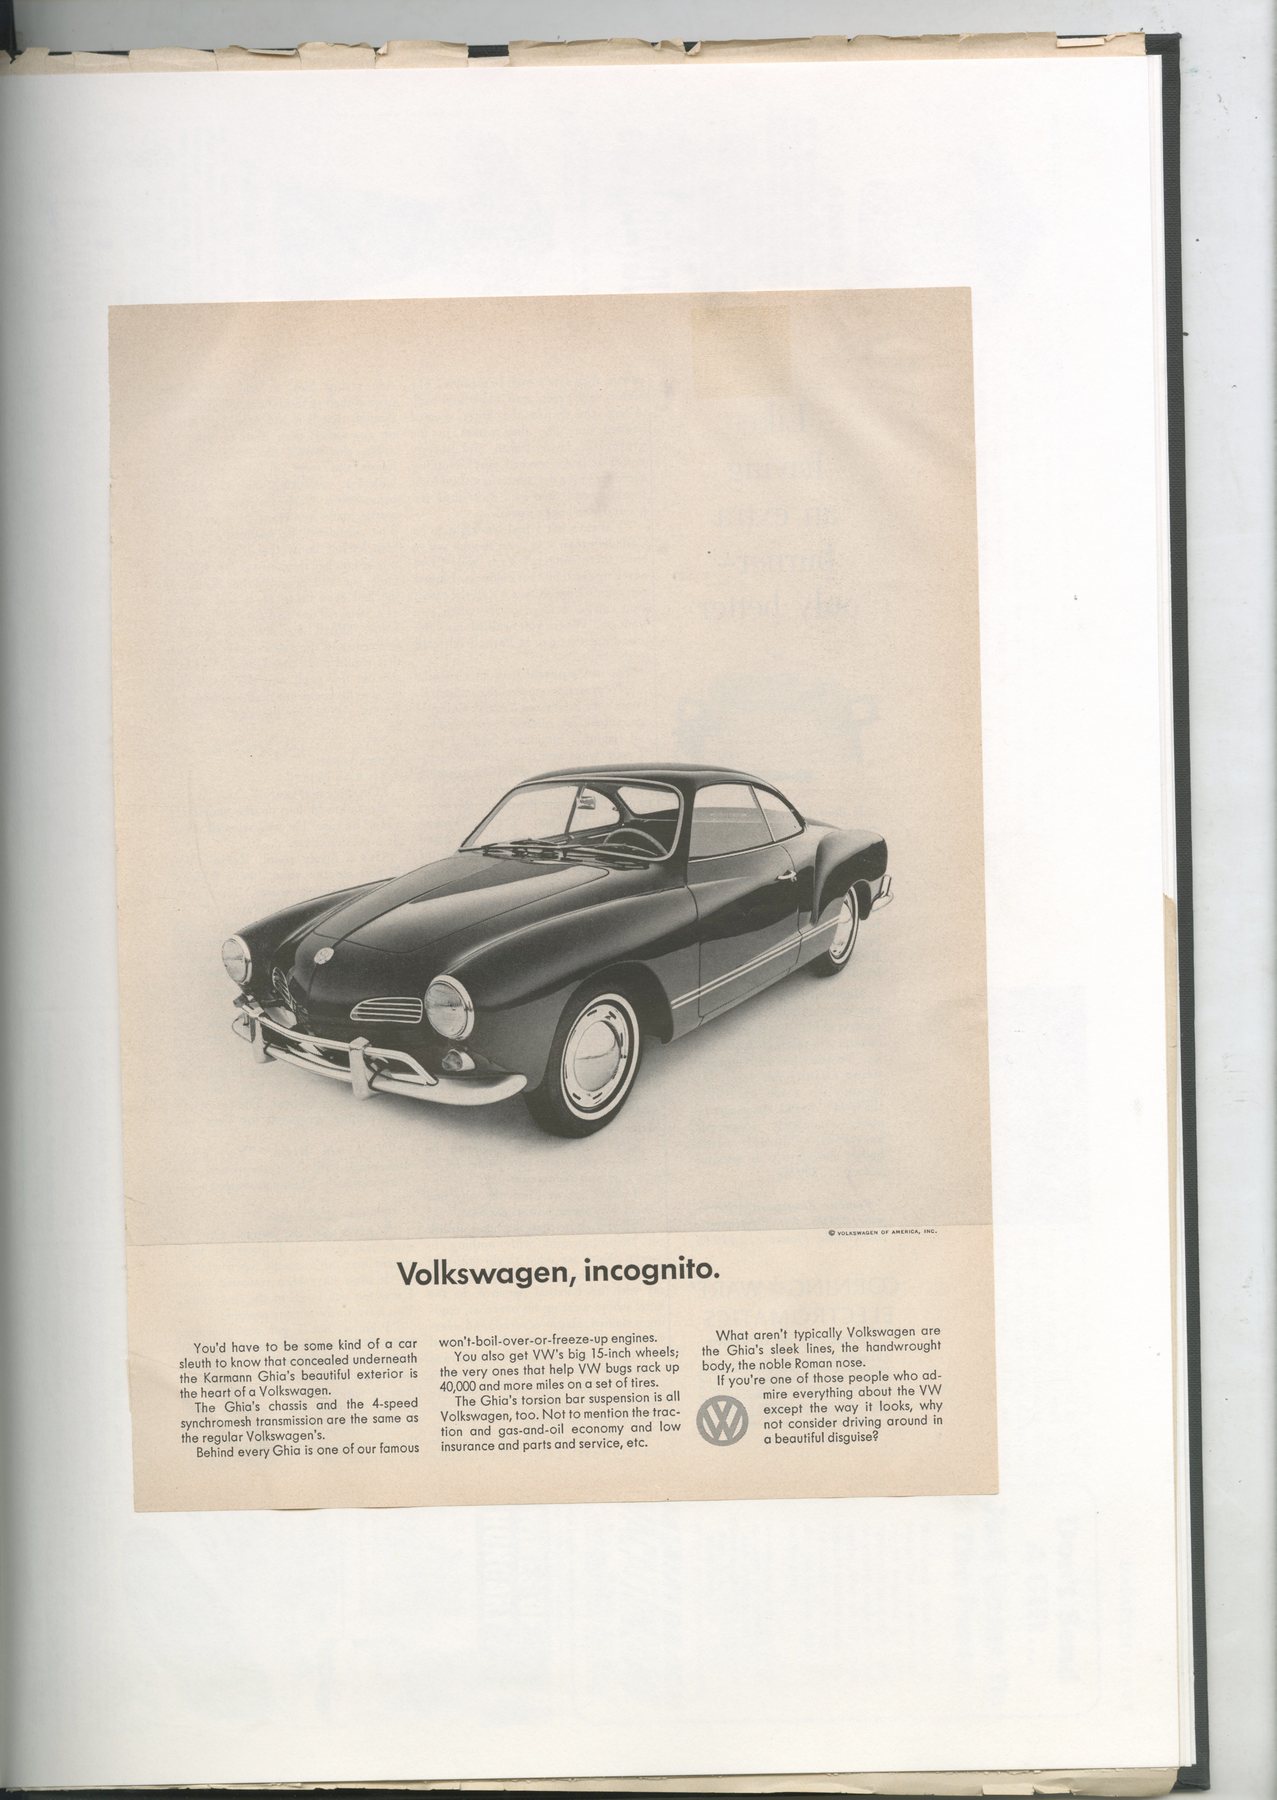 © VOLKSWAGEN OF AMERICA, INC.
Volkswagen, incognito.
You'd have to be some kind of a car
sleuth to know that concealed underneath
the Karmann Ghia's beautiful exterior is
the heart of a Volkswagen.
The Ghia's chassis and the 4-speed
synchromesh transmission are the same as
the regular Volkswagen's.
Behind every Ghia is one of our famous
won't-boil-over-or-freeze-up engines.
You also get VW's big 15-inch wheels;
the very ones that help VW bugs rack up
40,000 and more miles on a set of tires.
The Ghia's torsion bar suspension is all
Volkswagen, too. Not to mention the trac-
tion and gas-and-oil economy and low
insurance and parts and service, etc.
What aren't typically Volkswagen are
the Ghia's sleek lines, the handwrought
body, the noble Roman nose.
If you're one of those people who ad-
mire everything about the VW
except the way it looks, why
not consider driving around in
a beautiful disguise?
VW